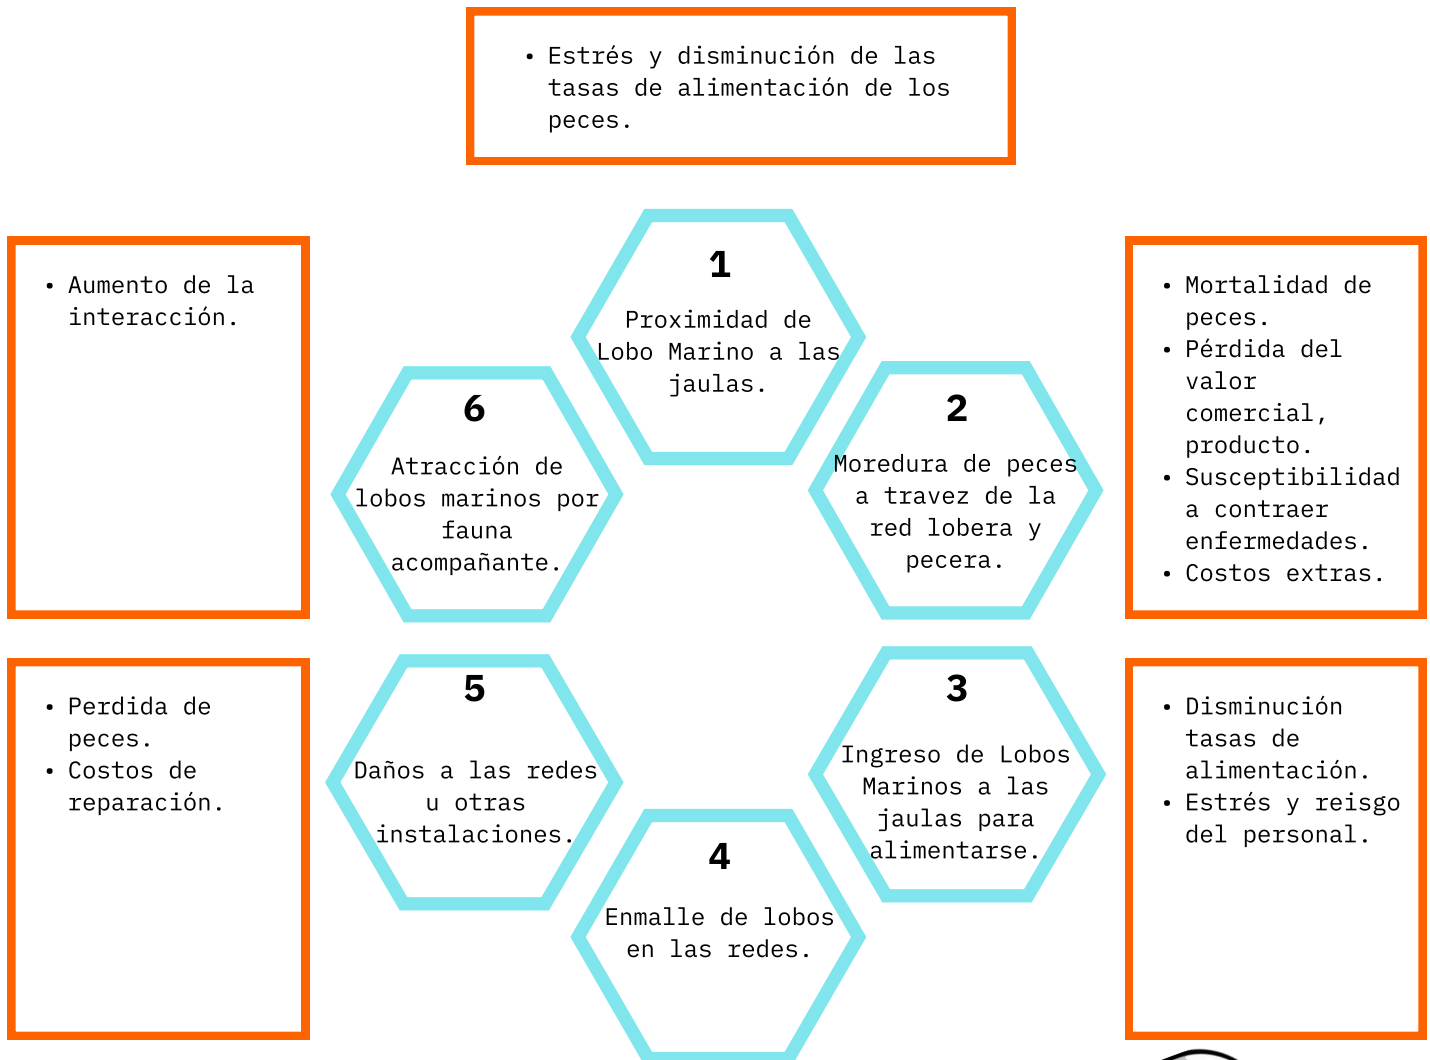 • Estrés y disminución de las
tasas de alimentación de los
peces.
1
Proximidad de
Lobo Marino a las
jaulas.
2
Moredura de peces
a travez de la
red lobera y
pecera.
• Mortalidad de
peces.
• Pérdida del
valor
comercial,
producto.
• Susceptibilidad
a contraer
enfermedades.
• Costos extras.
3
Ingreso de Lobos
Marinos a las
jaulas para
alimentarse.
• Disminución
tasas de
alimentación.
• Estrés y reisgo
del personal.
4
Enmalle de lobos
en las redes.
5
Daños a las redes
u otras
instalaciones.
• Perdida de
peces.
• Costos de
reparación.
6
Atracción de
lobos marinos por
fauna
acompañante.
• Aumento de la
interacción.